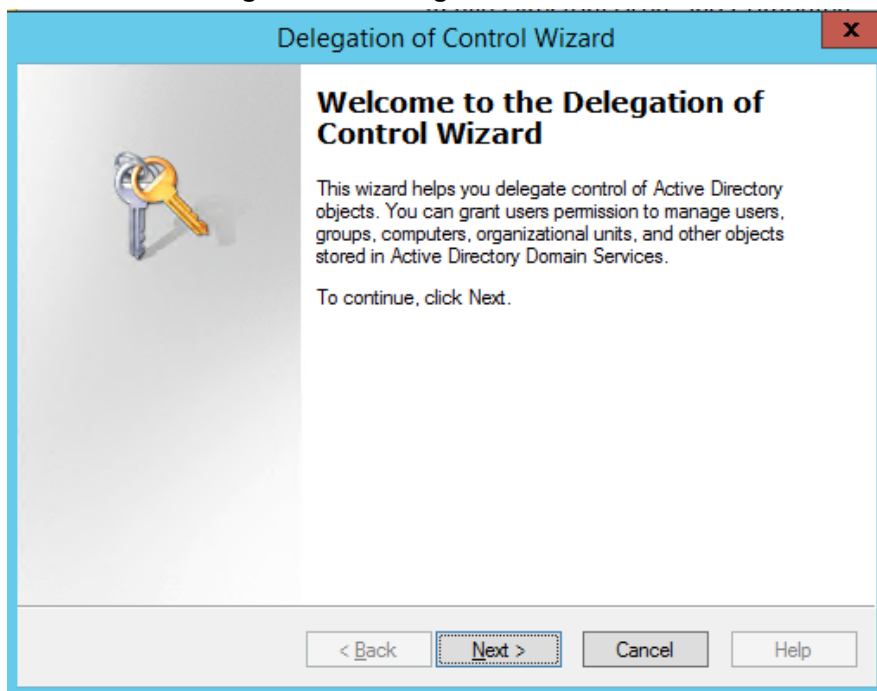 Delegation of Control Wizard
x
Welcome to the Delegation of
Control Wizard
This wizard helps you delegate control of Active Directory
objects. You can grant users permission to manage users,
groups, computers, organizational units, and other objects
stored in Active Directory Domain Services.
To continue, click Next.
< Back Next > Cancel Help